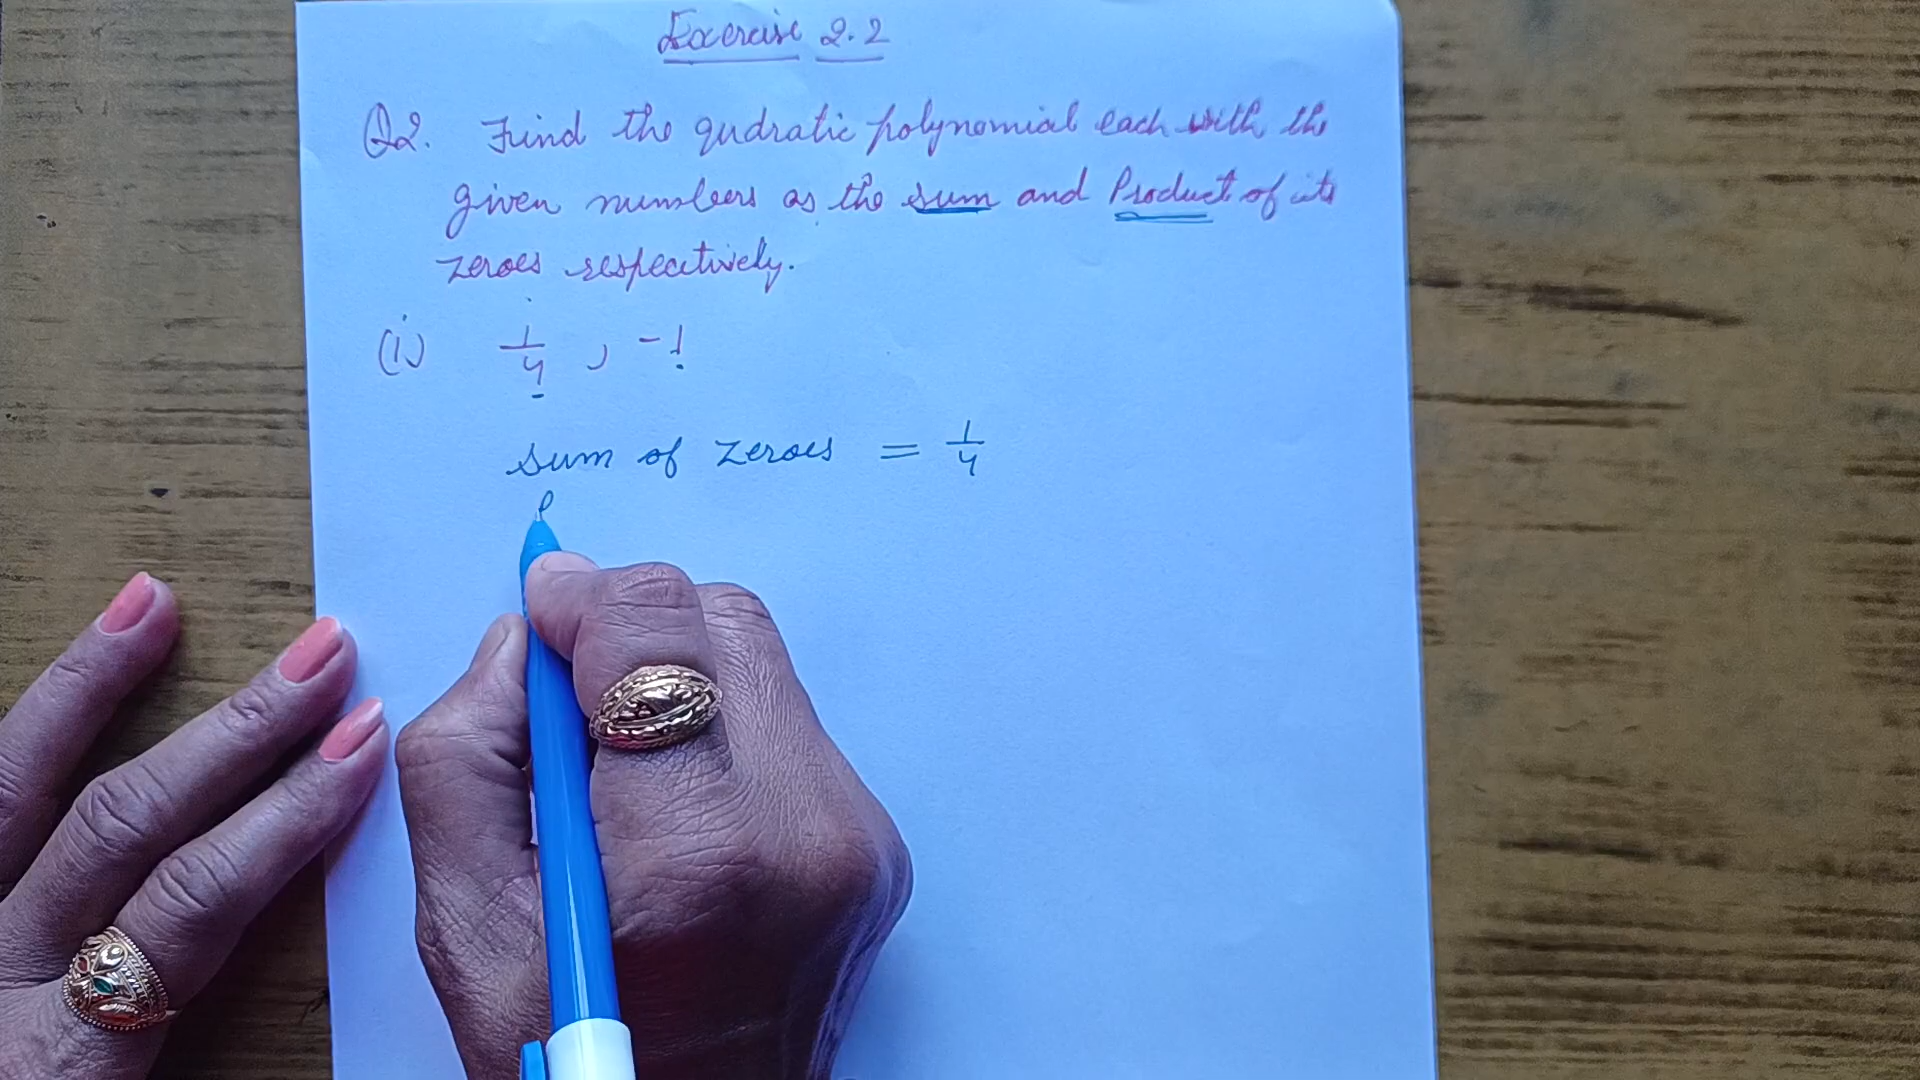 Exercise 2.2
Q2. Find the qudratic polynomial each with the
given numbers as the sum and Product of its
zeroes respectively.
(i) 1/4 , -1
sum of zeroes = 1/4
P